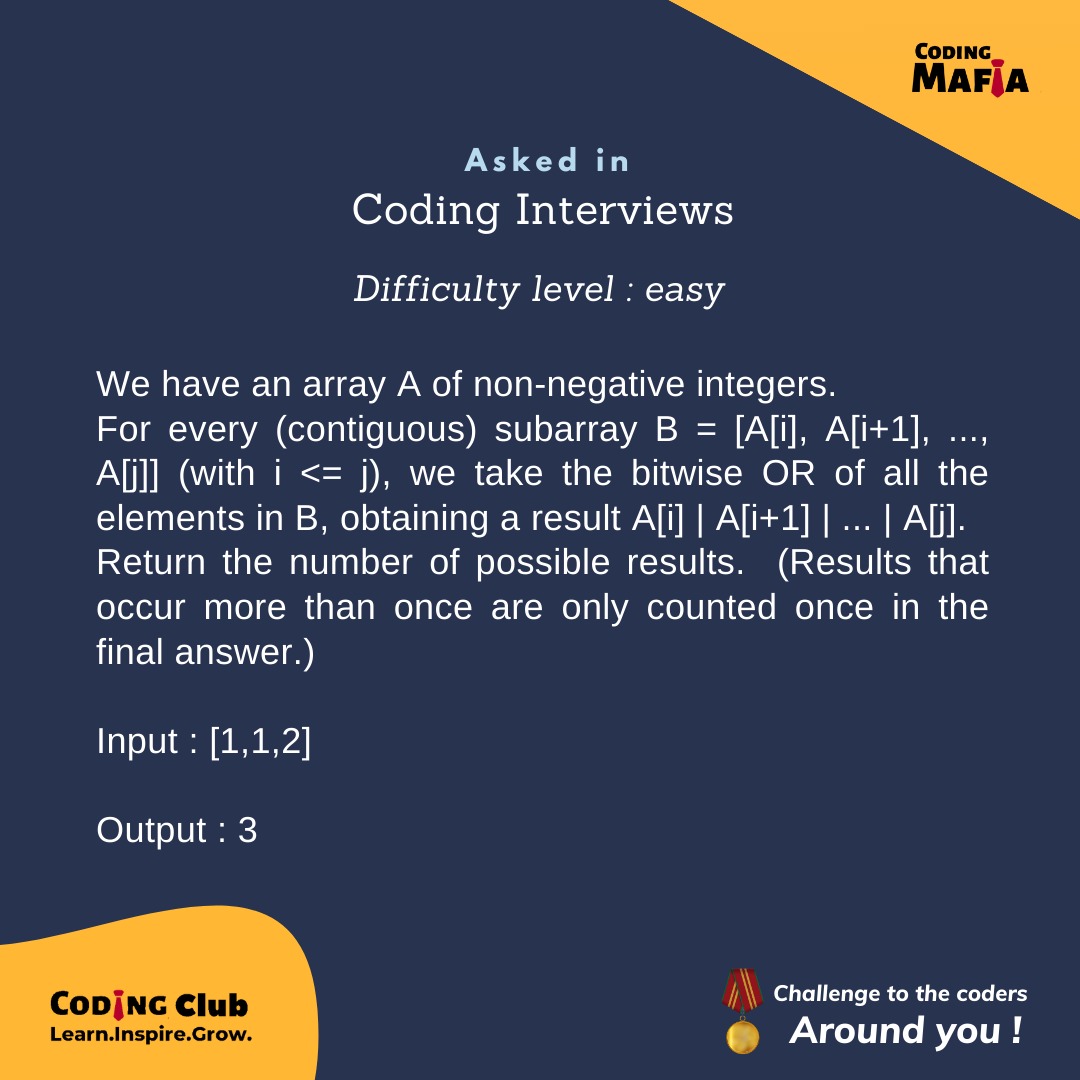 CODING
MAFIA
Asked in
Coding Interviews
Difficulty level : easy
We have an array A of non-negative integers.
For every (contiguous) subarray B = [A[i], A[i+1], ...,
A[j]] (with i <= j), we take the bitwise OR of all the
elements in B, obtaining a result A[i] | A[i+1] | ... | A[j].
Return the number of possible results. (Results that
occur more than once are only counted once in the
final answer.)
Input : [1,1,2]
Output : 3
CODING Club
Learn.Inspire.Grow.
Challenge to the coders
Around you !